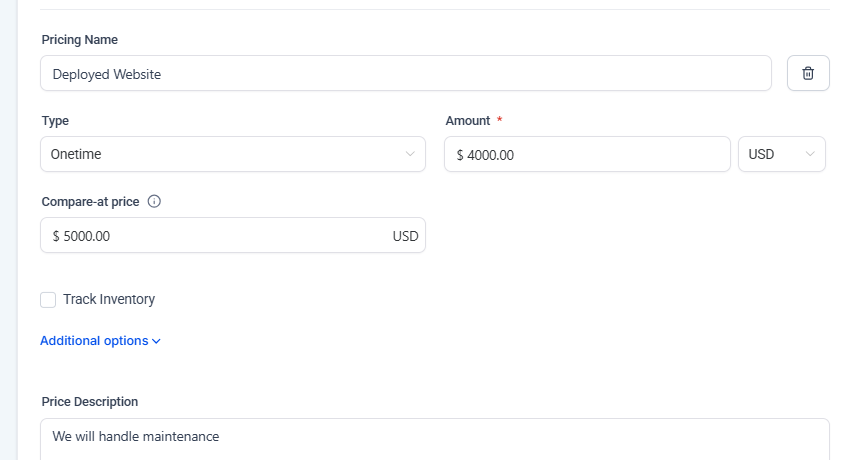 Pricing Name
Deployed Website
Type
Amount *
Onetime
$ 4000.00
USD
Compare-at price
$ 5000.00
USD
Track Inventory
Additional options
Price Description
We will handle maintenance